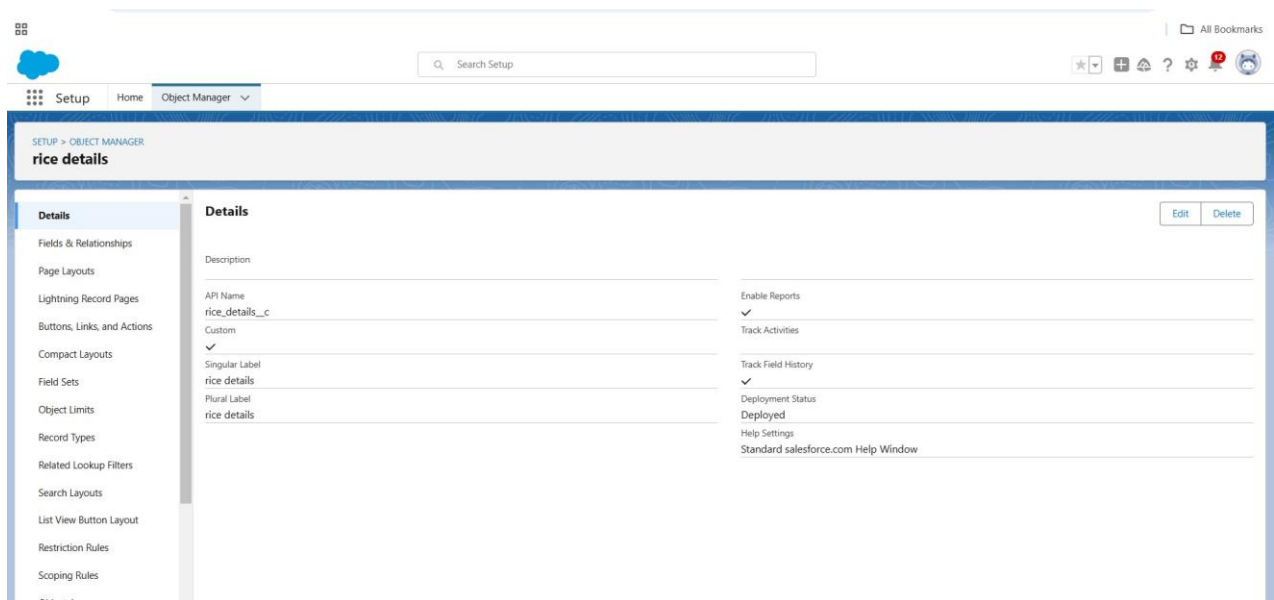 All Bookmarks
Search Setup
12
Setup Home Object Manager
SETUP > OBJECT MANAGER
rice details
Details
Fields & Relationships
Page Layouts
Lightning Record Pages
Buttons, Links, and Actions
Compact Layouts
Field Sets
Object Limits
Record Types
Related Lookup Filters
Search Layouts
List View Button Layout
Restriction Rules
Scoping Rules
Details
Edit Delete
Description
API Name
rice_details__c
Custom
Singular Label
rice details
Plural Label
rice details
Enable Reports
Track Activities
Track Field History
Deployment Status
Deployed
Help Settings
Standard salesforce.com Help Window